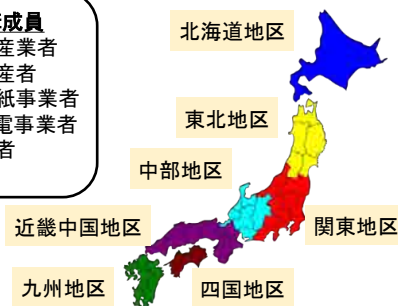 成員
産業者
産者
紙事業者
電事業者
者
北海道地区
東北地区
中部地区
近畿中国地区
関東地区
九州地区
四国地区